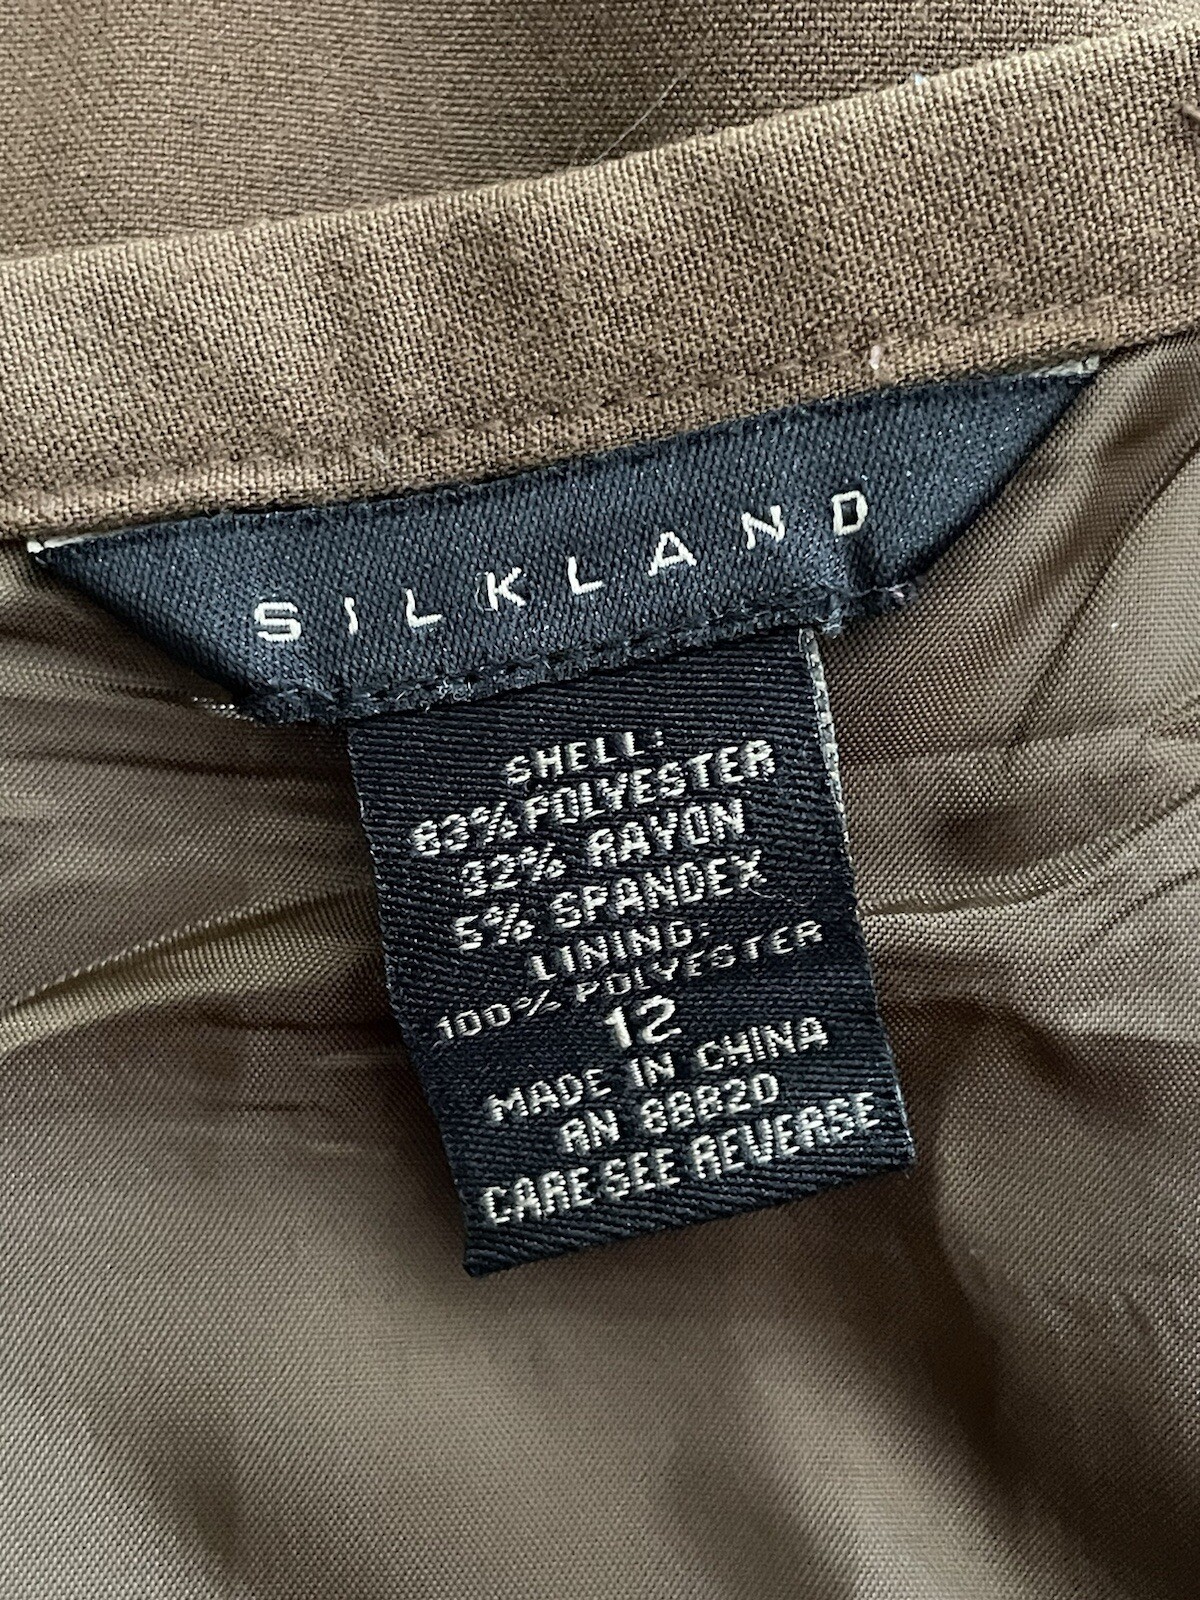 SILKLAND
SHELL:
63% POLYESTER
32% RAYON
5% SPANDEX
LINING:
100% POLYESTER
12
MADE IN CHINA
RN 88820
CARE SEE REVERSE